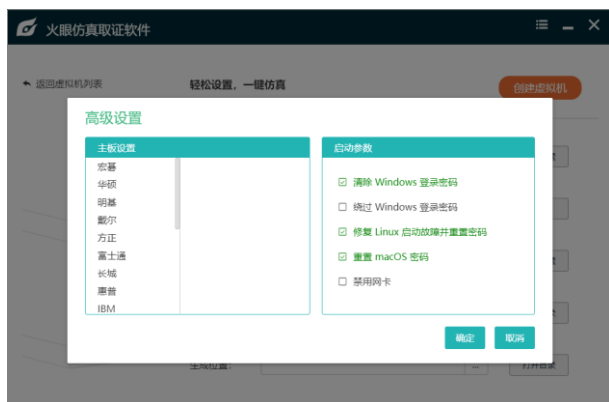 火眼仿真取证软件
返回虚拟机列表
轻松设置，一键仿真
创建虚拟机
高级设置
主板设置
宏碁
华硕
明基
戴尔
方正
富士通
长城
惠普
IBM
启动参数
清除 Windows 登录密码
绕过 Windows 登录密码
修复 Linux 启动故障并重置密码
重置 macOS 密码
禁用网卡
确定
取消
生成位置：
...
打开目录